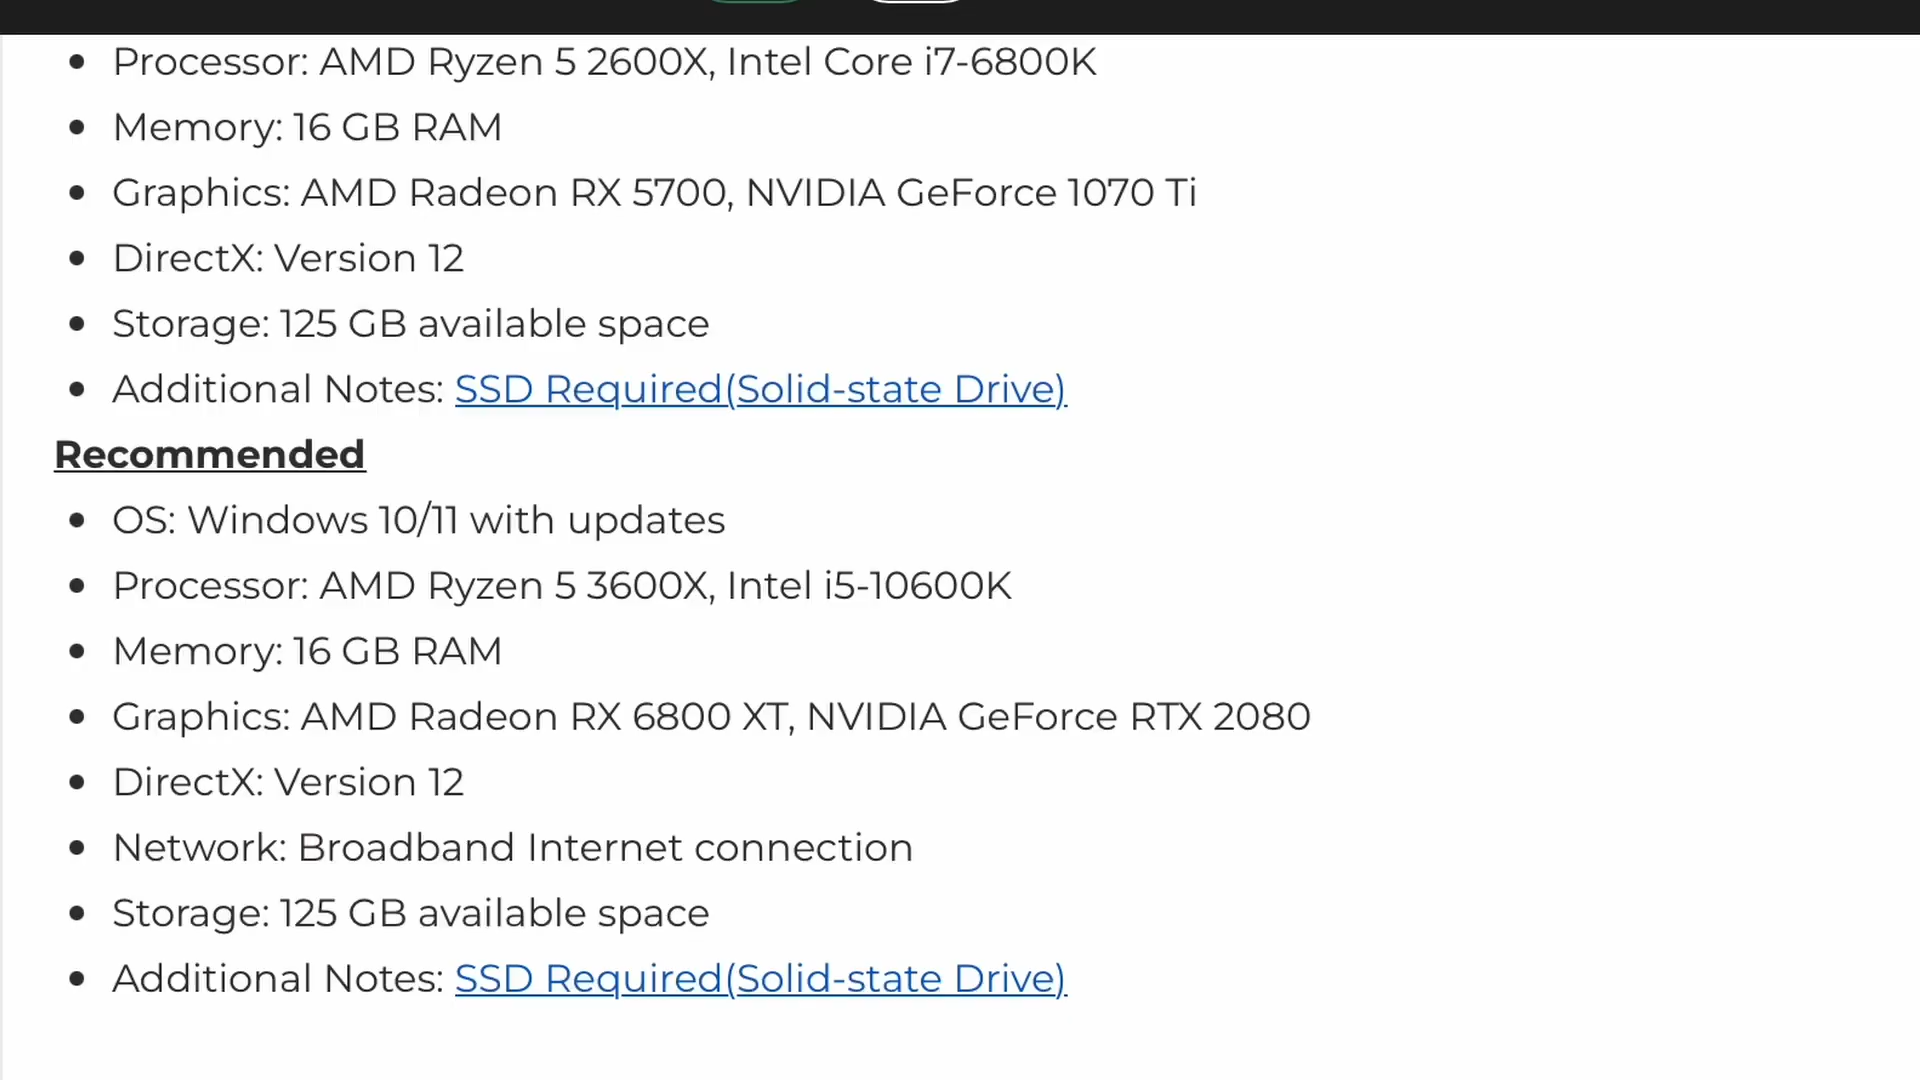 • Processor: AMD Ryzen 5 2600X, Intel Core i7-6800K
• Memory: 16 GB RAM
• Graphics: AMD Radeon RX 5700, NVIDIA GeForce 1070 Ti
• DirectX: Version 12
• Storage: 125 GB available space
• Additional Notes: SSD Required(Solid-state Drive)
Recommended
• OS: Windows 10/11 with updates
• Processor: AMD Ryzen 5 3600X, Intel i5-10600K
• Memory: 16 GB RAM
• Graphics: AMD Radeon RX 6800 XT, NVIDIA GeForce RTX 2080
• DirectX: Version 12
• Network: Broadband Internet connection
• Storage: 125 GB available space
• Additional Notes: SSD Required(Solid-state Drive)